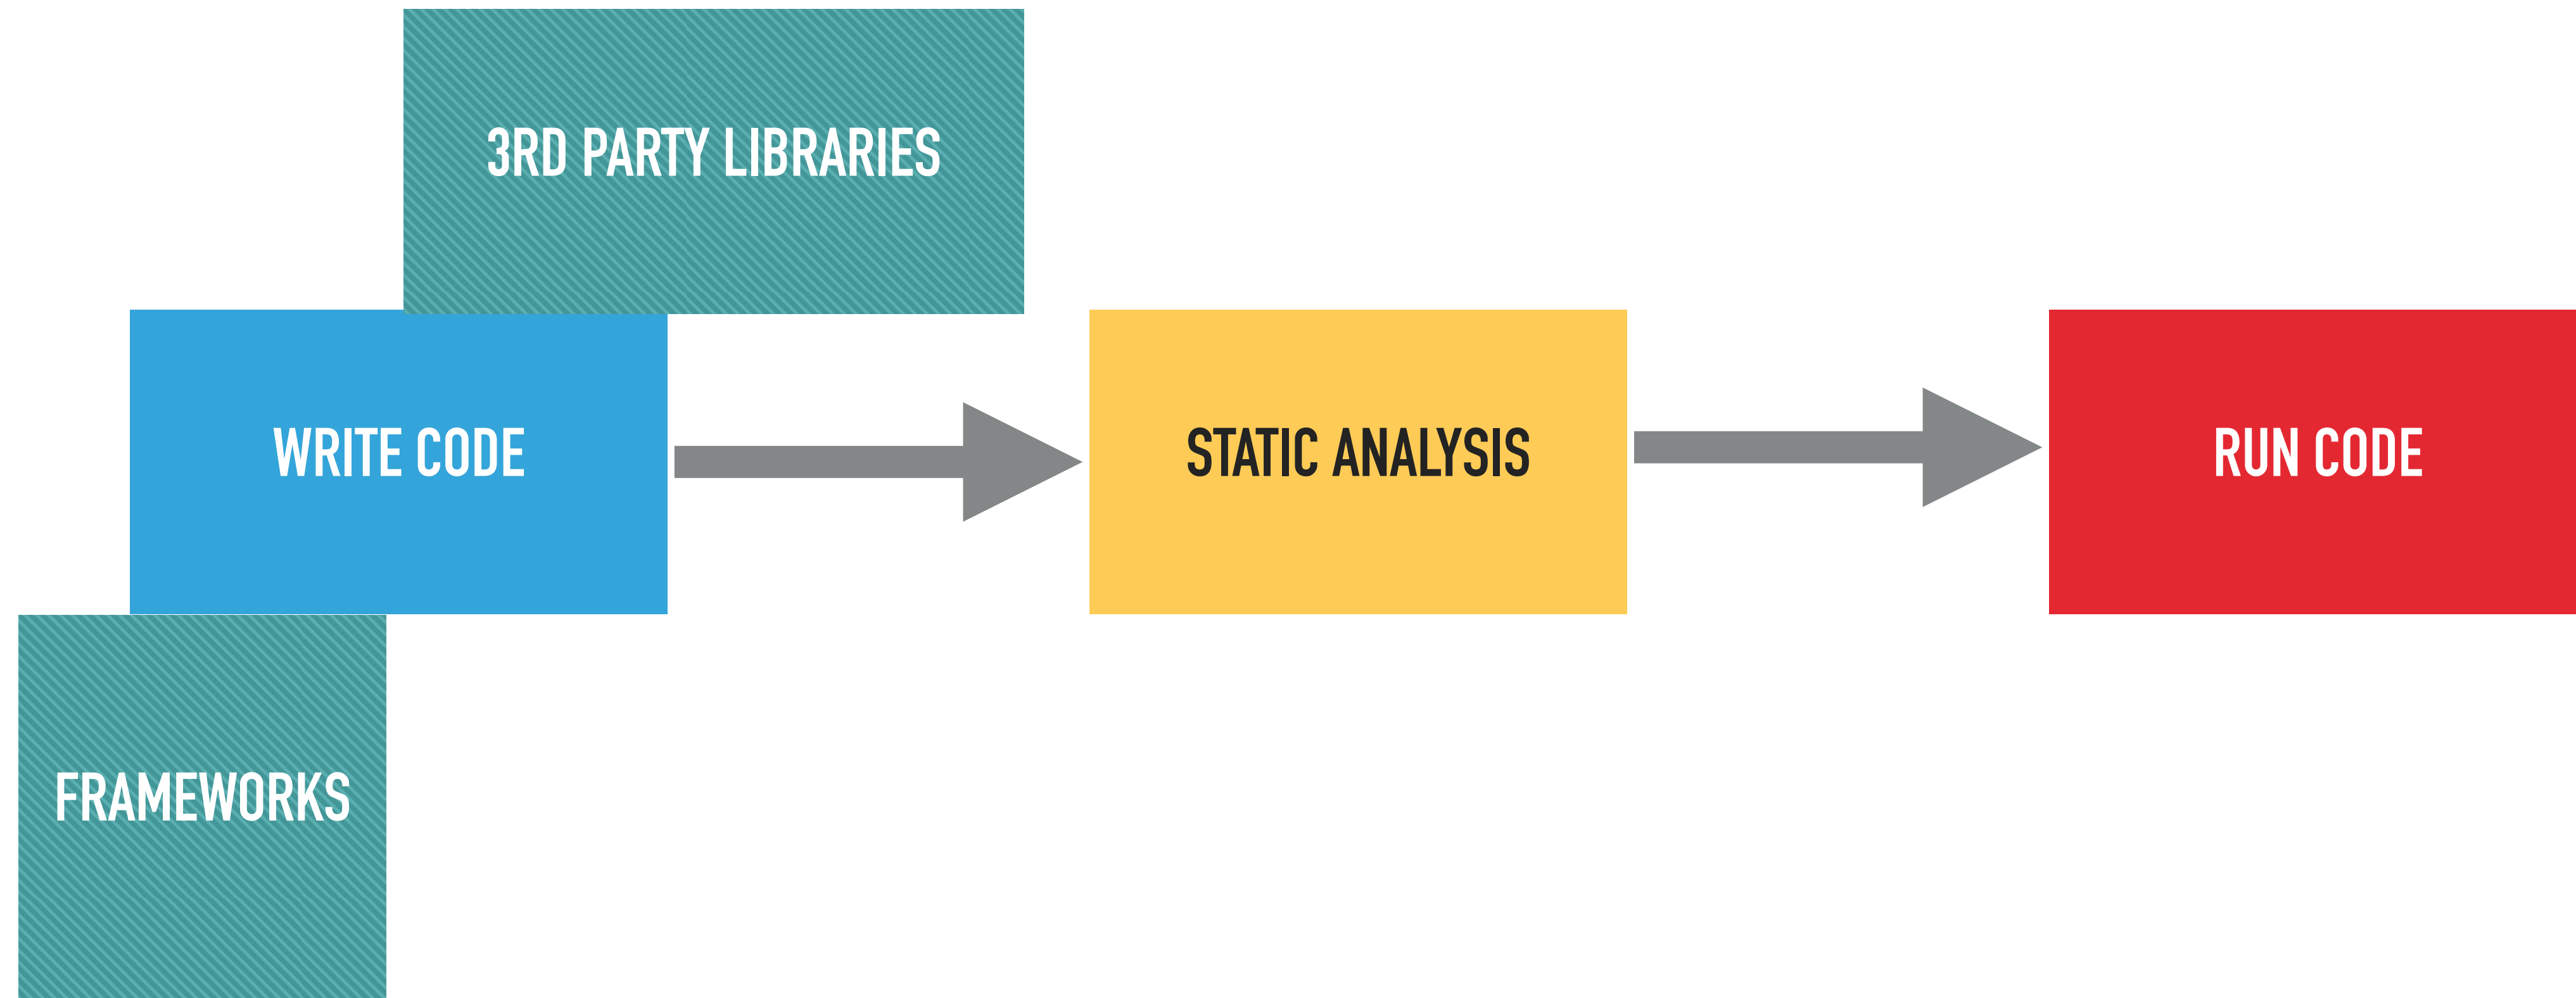 3RD PARTY LIBRARIES
WRITE CODE
STATIC ANALYSIS
RUN CODE
FRAMEWORKS